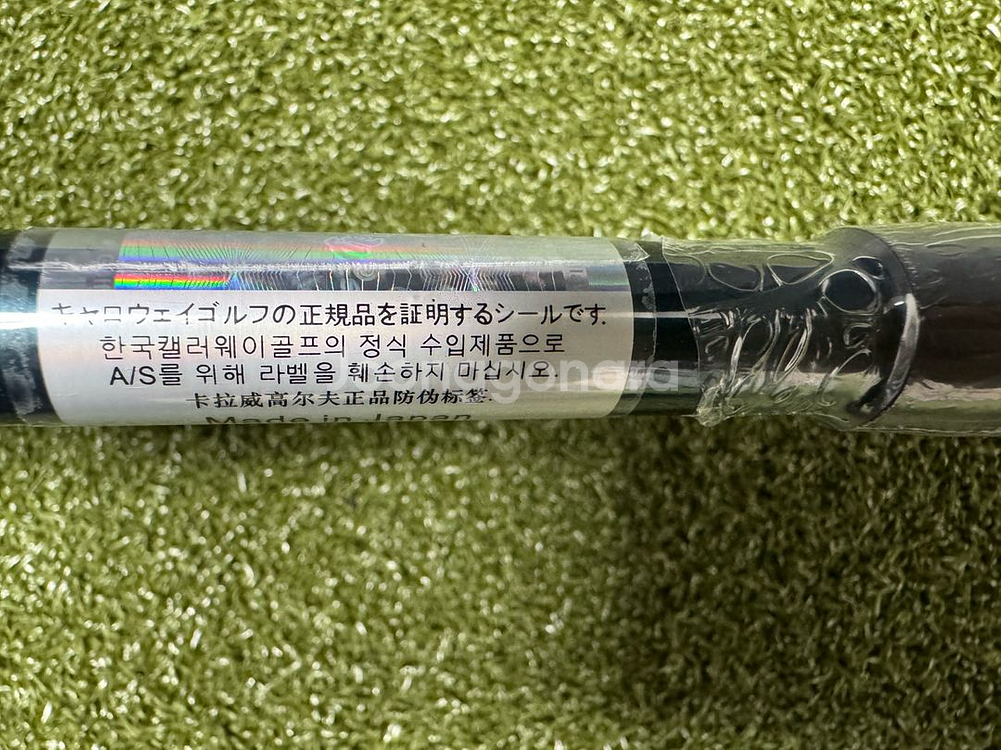 キャロウェイゴルフの正規品を証明するシールです.
한국캘러웨이골프의 정식 수입제품으로
A/S를 위해 라벨을 훼손하지 마십시오.
卡拉威高尔夫正品防伪标签.
Made in Japan